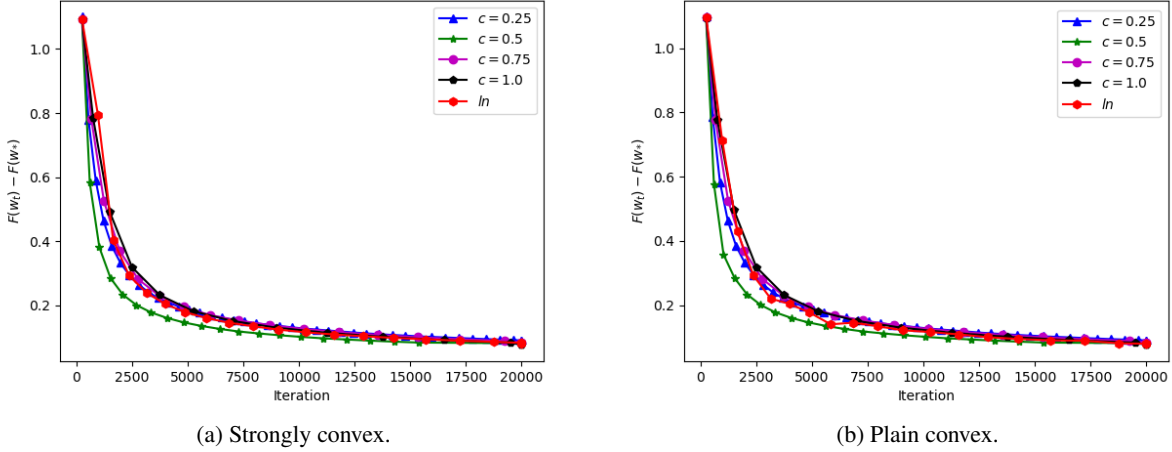 1.0
0.8
0.6
0.4
0.2
F(w_t) − F(w_*)
0 2500 5000 7500 10000 12500 15000 17500 20000
Iteration
c = 0.25
c = 0.5
c = 0.75
c = 1.0
ln
(a) Strongly convex.
1.0
0.8
0.6
0.4
0.2
F(w_t) − F(w_*)
0 2500 5000 7500 10000 12500 15000 17500 20000
Iteration
c = 0.25
c = 0.5
c = 0.75
c = 1.0
ln
(b) Plain convex.